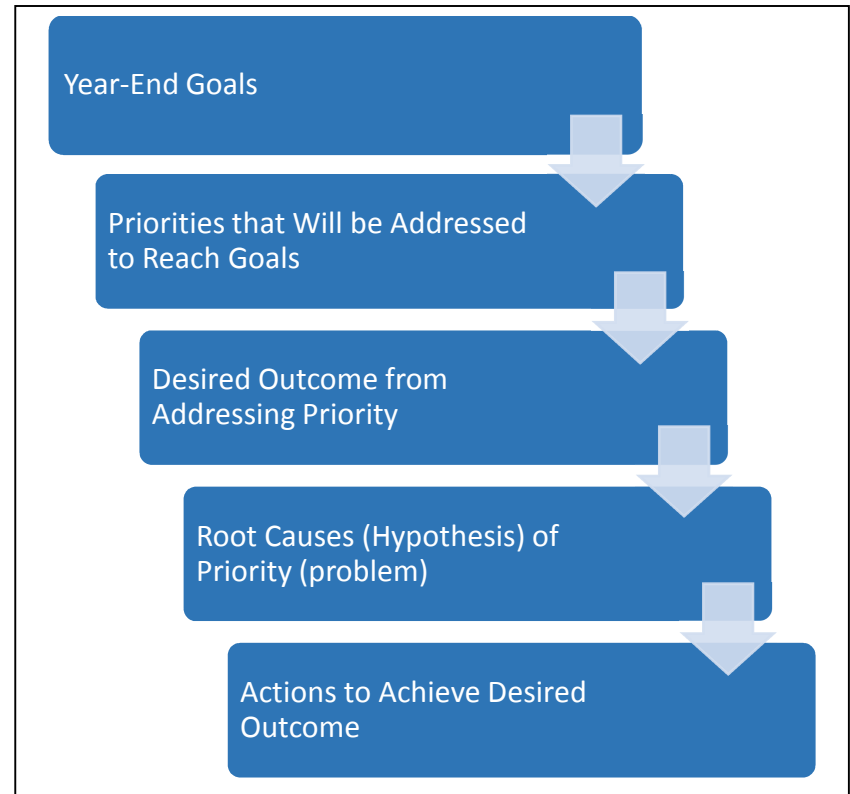 Year-End Goals
Priorities that Will be Addressed
to Reach Goals
Desired Outcome from
Addressing Priority
Root Causes (Hypothesis) of
Priority (problem)
Actions to Achieve Desired
Outcome